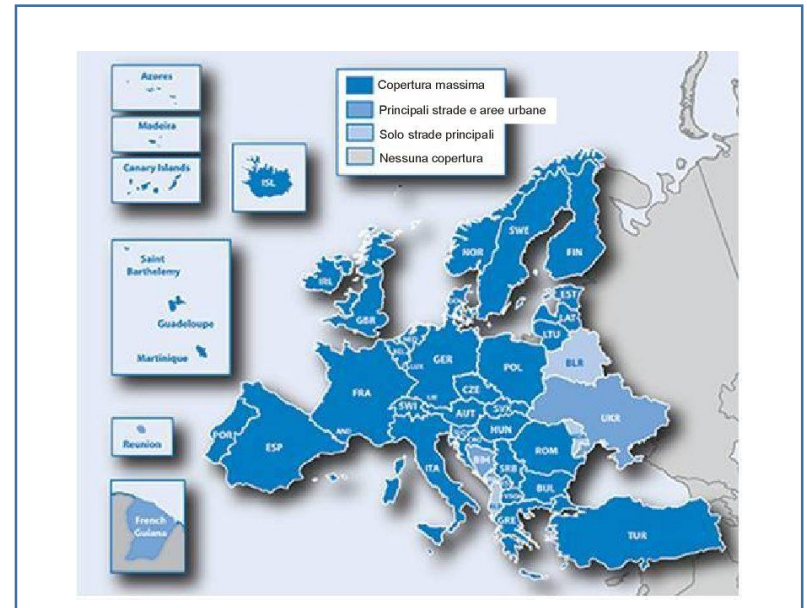 Azores
Madeira
Canary Islands
ISL
Copertura massima
Principali strade e aree urbane
Solo strade principali
Nessuna copertura
Saint
Barthelemy
Guadeloupe
Martinique
Reunion
French
Guiana
NOR
SWE
FIN
EST
LAT
LTU
IRL
GBR
BLR
GER
POL
LUX
UKR
FRA
CZE
SWI
AUT
SVK
HUN
AND
POR
ESP
ITA
BIH
ROM
SRB
BUL
GRE
TUR